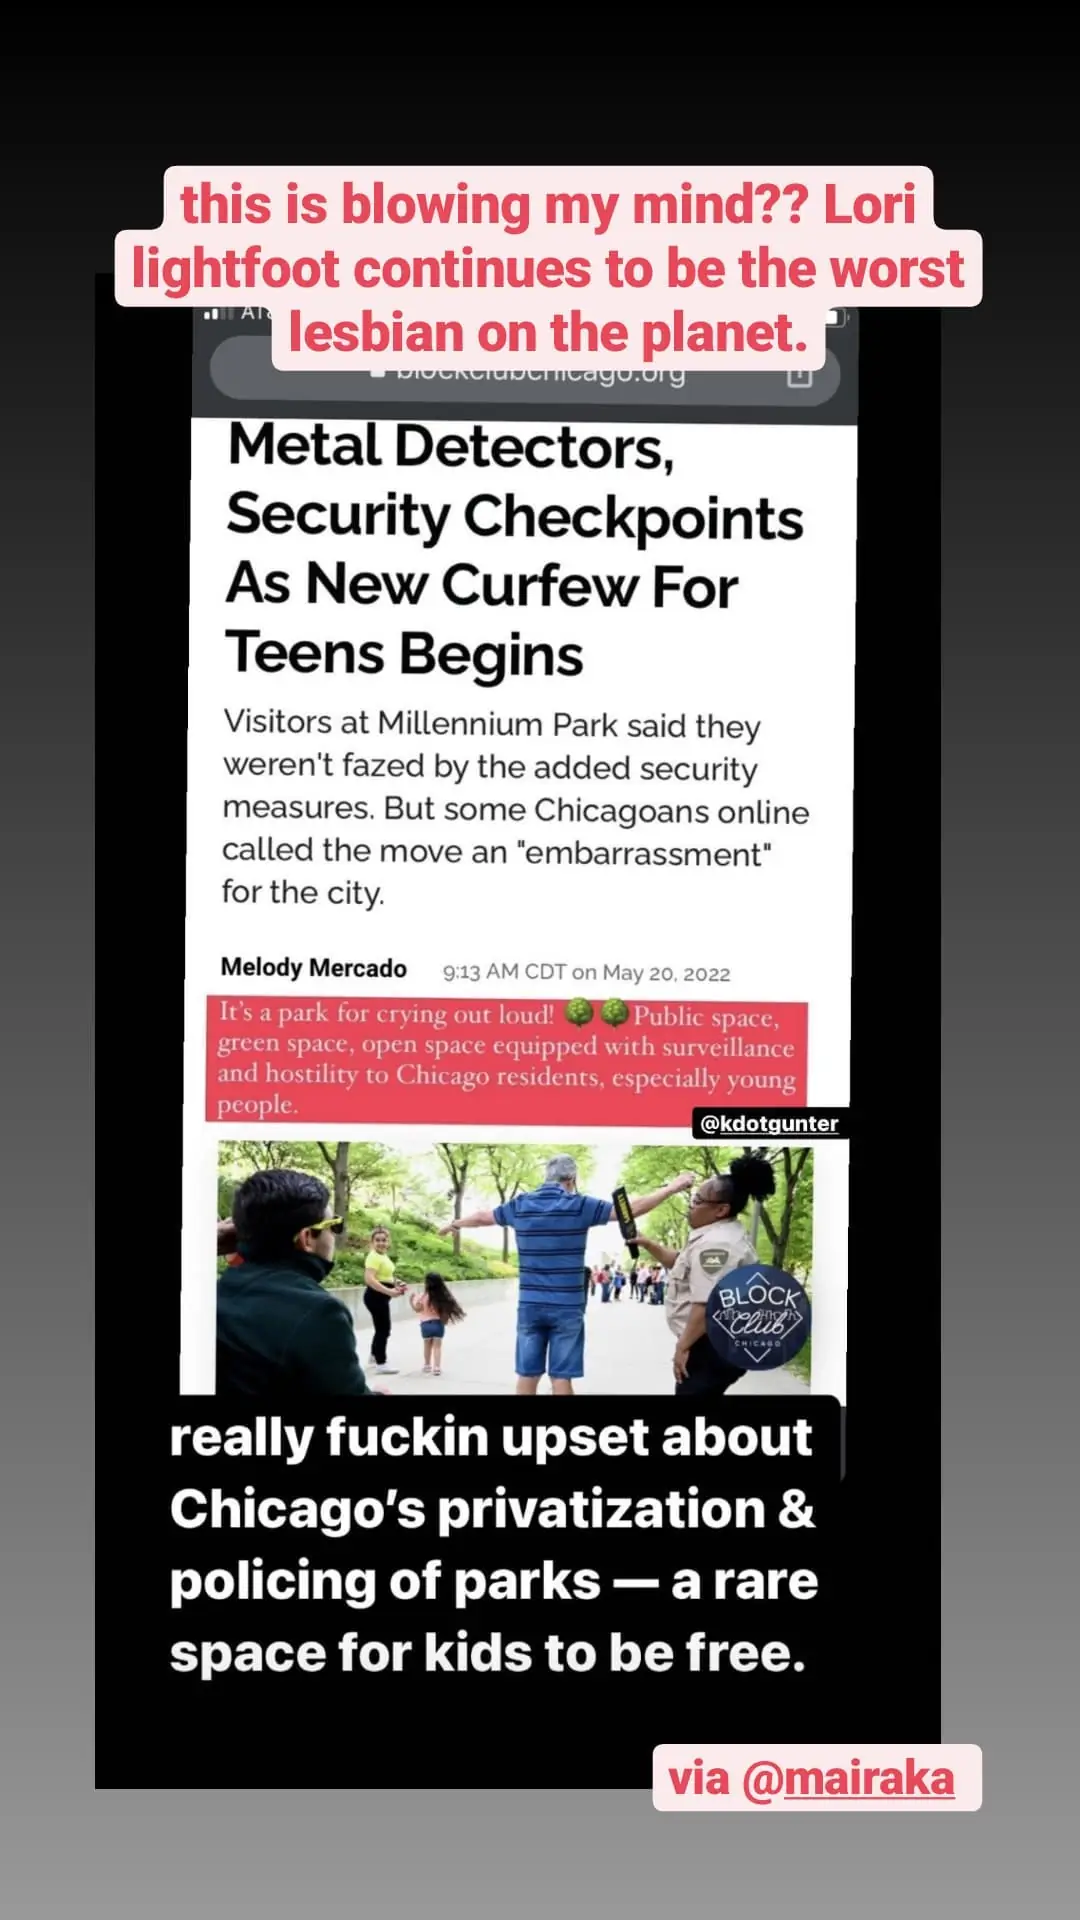 this is blowing my mind?? Lori
lightfoot continues to be the worst
lesbian on the planet.
blockclubchicago.org
Metal Detectors,
Security Checkpoints
As New Curfew For
Teens Begins
Visitors at Millennium Park said they
weren't fazed by the added security
measures. But some Chicagoans online
called the move an "embarrassment"
for the city.
Melody Mercado 9:13 AM CDT on May 20, 2022
It's a park for crying out loud! 🌳🌳Public space,
green space, open space equipped with surveillance
and hostility to Chicago residents, especially young
people.
@kdotgunter
BLOCK
Club
CHICAGO
really fuckin upset about
Chicago's privatization &
policing of parks — a rare
space for kids to be free.
via @mairaka